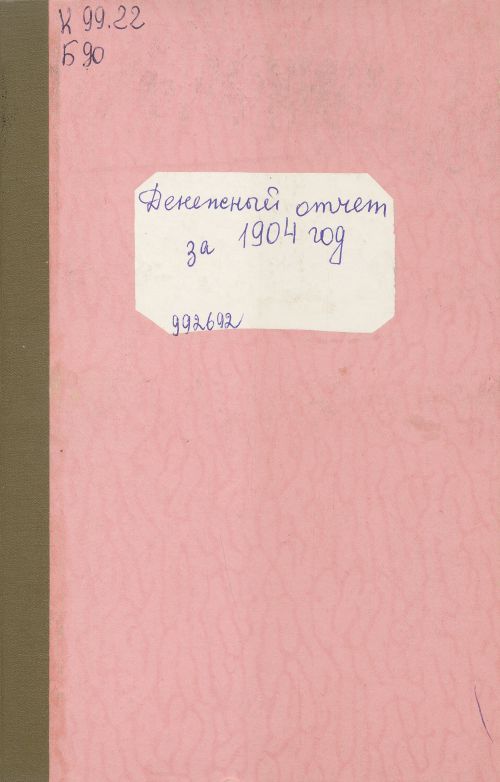 К 99.22
Б 90
Денежный отчет
за 1904 год
992692